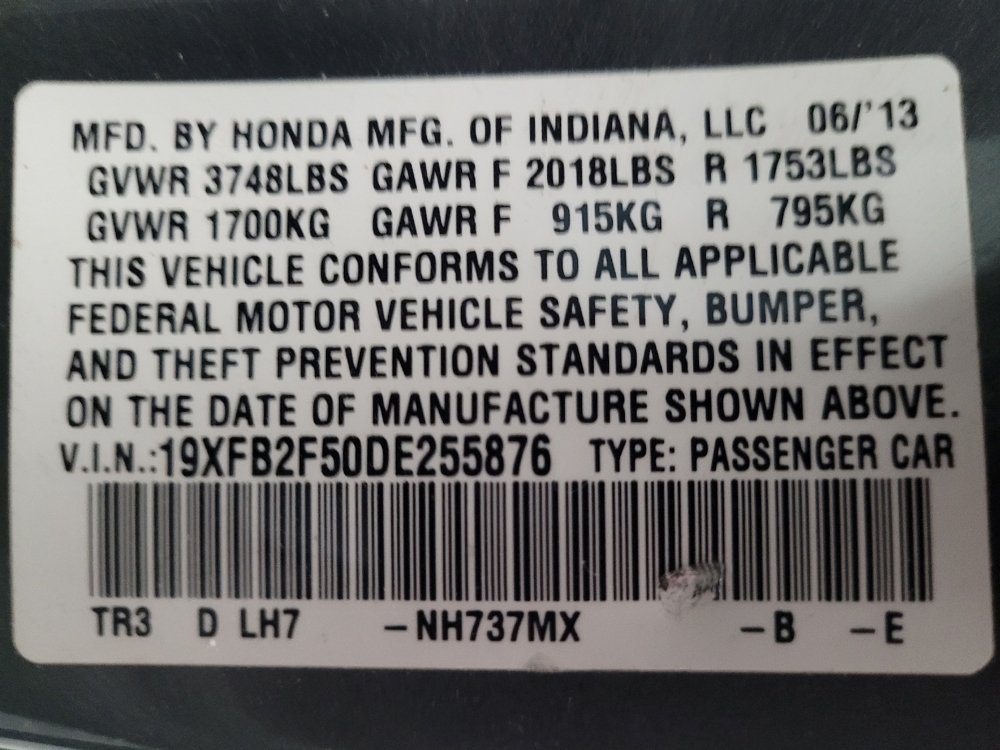 MFD. BY HONDA MFG. OF INDIANA, LLC 06/'13
GVWR 3748LBS GAWR F 2018LBS R 1753LBS
GVWR 1700KG GAWR F 915KG R 795KG
THIS VEHICLE CONFORMS TO ALL APPLICABLE
FEDERAL MOTOR VEHICLE SAFETY, BUMPER,
AND THEFT PREVENTION STANDARDS IN EFFECT
ON THE DATE OF MANUFACTURE SHOWN ABOVE.
V.I.N.:19XFB2F50DE255876 TYPE: PASSENGER CAR
TR3 D LH7 -NH737MX -B -E